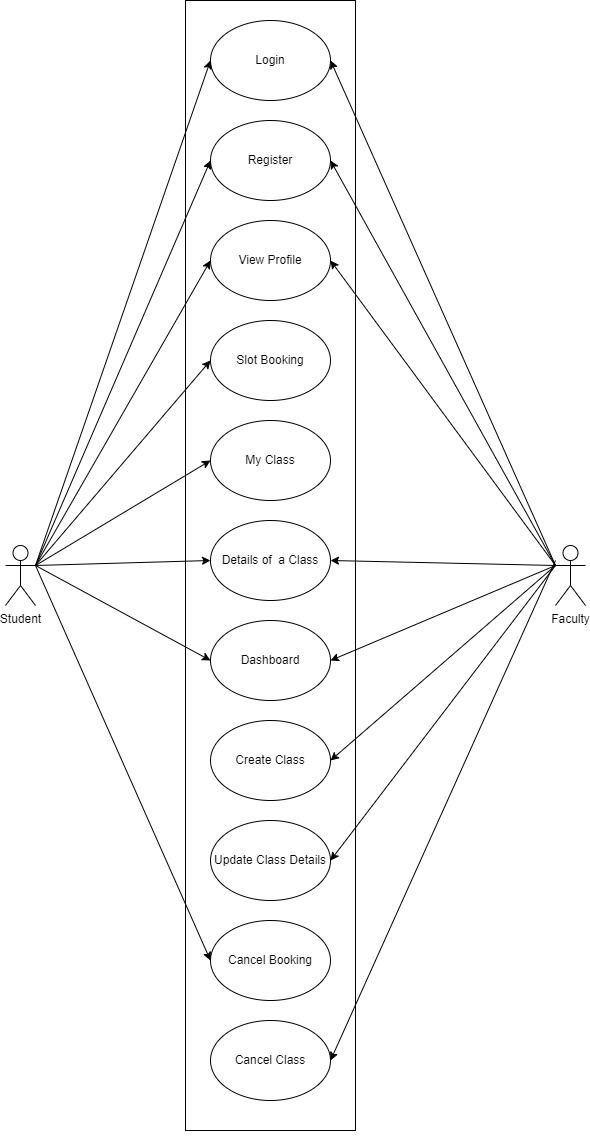 Login
Register
View Profile
Slot Booking
My Class
Details of  a Class
Student
Faculty
Dashboard
Create Class
Update Class Details
Cancel Booking
Cancel Class